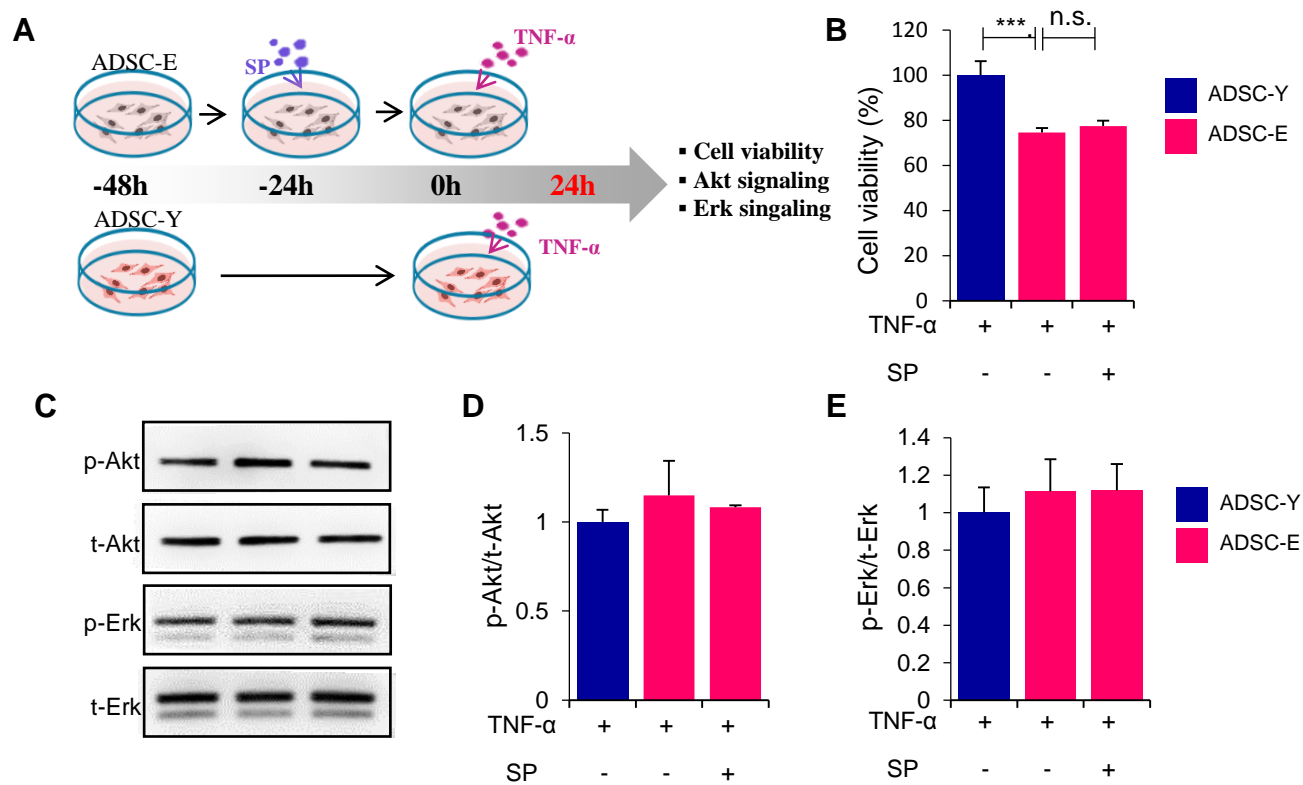 A
ADSC-E
SP
TNF-α
-48h
-24h
0h
24h
ADSC-Y
TNF-α
▪ Cell viability
▪ Akt signaling
▪ Erk singaling
B
***.
n.s.
Cell viability (%)
120
100
80
60
40
20
0
TNF-α + + +
SP - - +
ADSC-Y
ADSC-E
C
p-Akt
t-Akt
p-Erk
t-Erk
D
p-Akt/t-Akt
1.5
1
0.5
0
TNF-α + + +
SP - - +
E
p-Erk/t-Erk
1.4
1.2
1
0.8
0.6
0.4
0.2
0
TNF-α + + +
SP - - +
ADSC-Y
ADSC-E